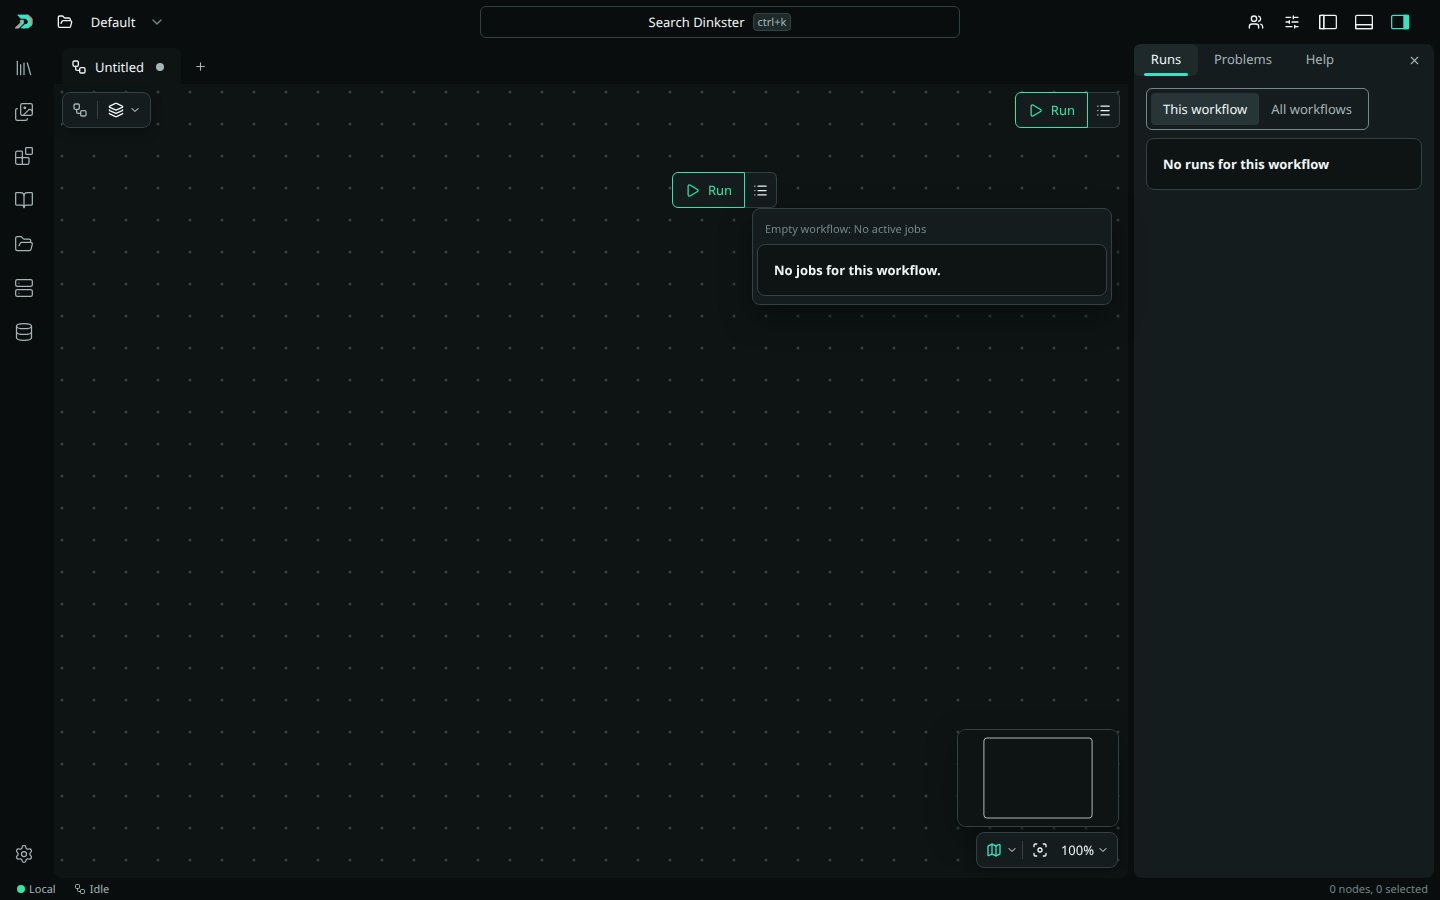 Default
Search Dinkster ctrl+k
Untitled
Run
Run
Empty workflow: No active jobs
No jobs for this workflow.
Runs Problems Help
This workflow All workflows
No runs for this workflow
100%
Local Idle
0 nodes, 0 selected